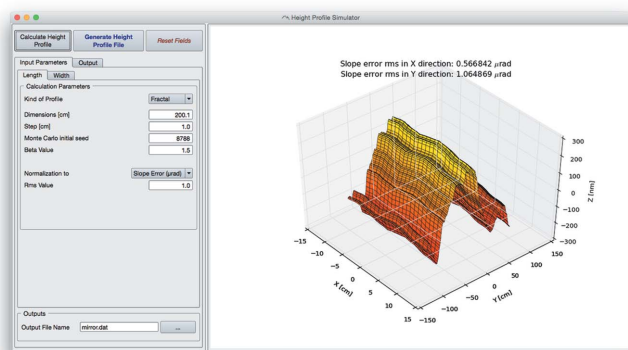 Height Profile Simulator
Calculate Height Profile
Generate Height Profile File
Reset Fields
Input Parameters
Output
Length
Width
Calculation Parameters
Kind of Profile
Fractal
Dimensions [cm]
200.1
Step [cm]
1.0
Monte Carlo initial seed
8788
Beta Value
1.5
Normalization to
Slope Error (μrad)
Rms Value
1.0
Outputs
Output File Name
mirror.dat
...
Slope error rms in X direction: 0.566842 μrad
Slope error rms in Y direction: 1.064869 μrad
300
200
100
0
−100
−200
−300
Z [nm]
−15
−10
−5
0
5
10
15
X [cm]
−150
−100
−50
0
50
100
150
Y [cm]